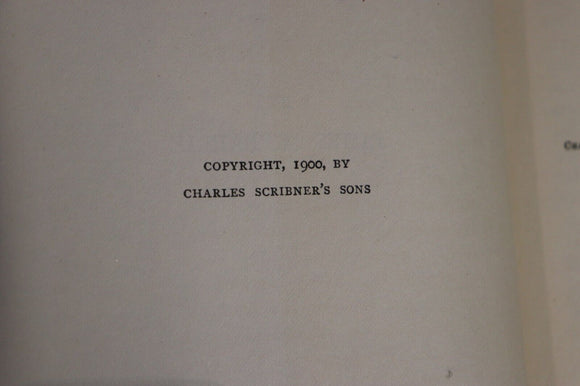 COPYRIGHT, 1900, BY
CHARLES SCRIBNER'S SONS